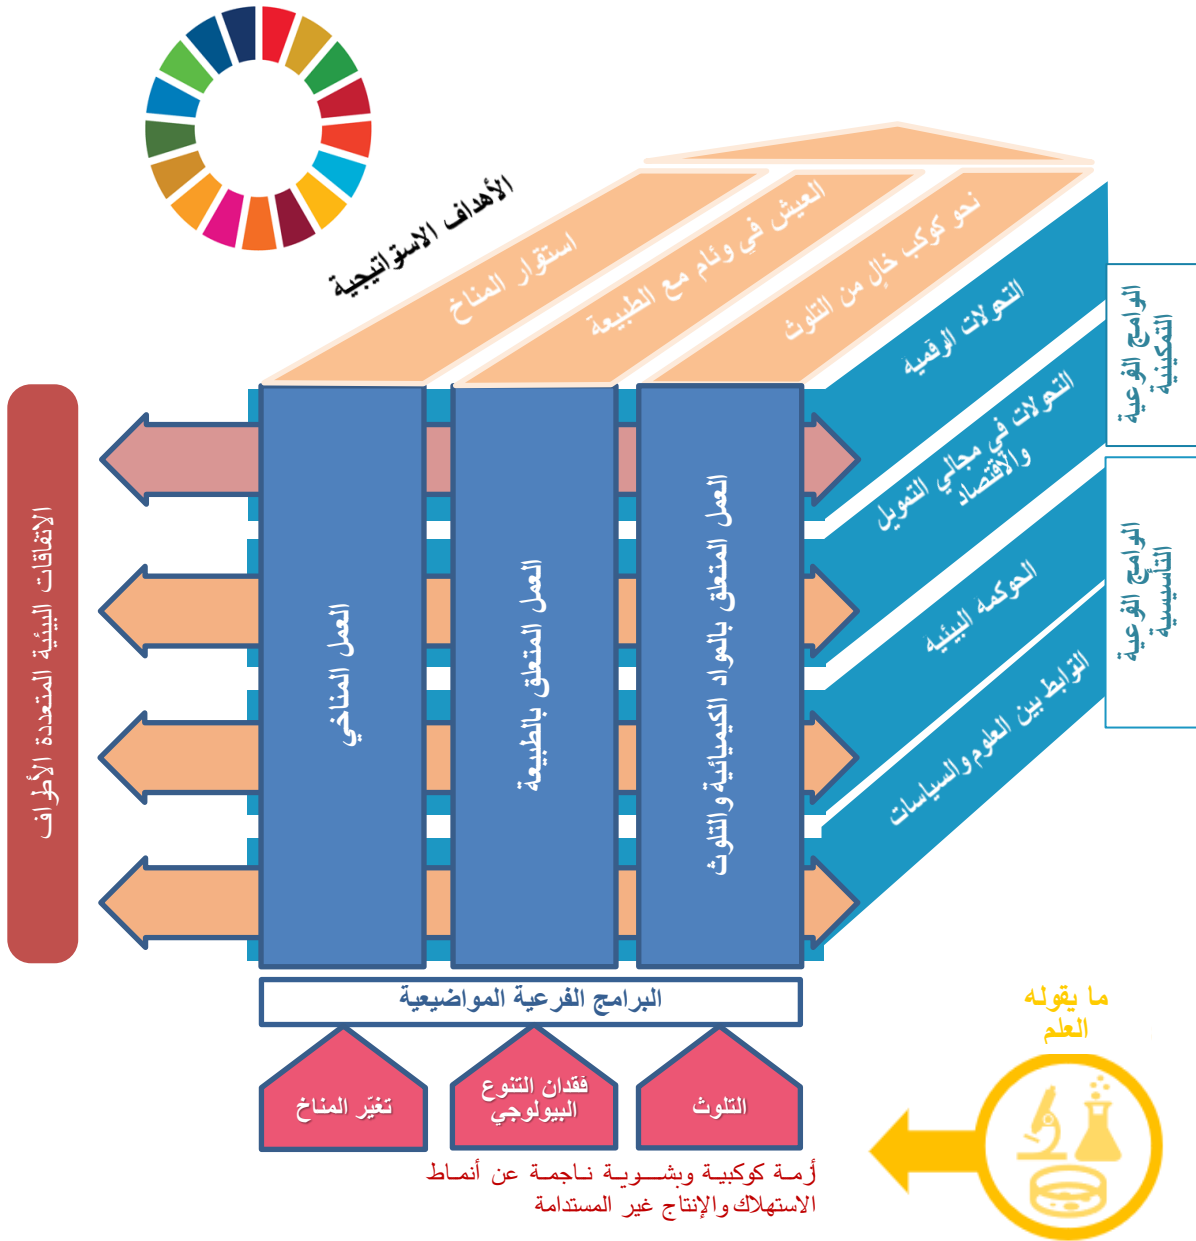 الأهداف الاستراتيجية
استقرار المناخ
العيش في وئام مع الطبيعة
نحو كوكب خالٍ من التلوث
التحولات الرقمية
التحولات في مجالي التمويل
والاقتصاد
الحوكمة البيئية
الترابط بين العلوم والسياسات
البرامج الفرعية
التمكينية
البرامج الفرعية
التأسيسية
الاتفاقات البيئية المتعددة الأطراف
العمل المناخي
العمل المتعلق بالطبيعة
العمل المتعلق بالمواد الكيميائية والتلوث
البرامج الفرعية المواضيعية
تغيّر المناخ
فقدان التنوع
البيولوجي
التلوث
أزمة كوكبية وبشرية ناجمة عن أنماط
الاستهلاك والإنتاج غير المستدامة
ما يقوله
العلم